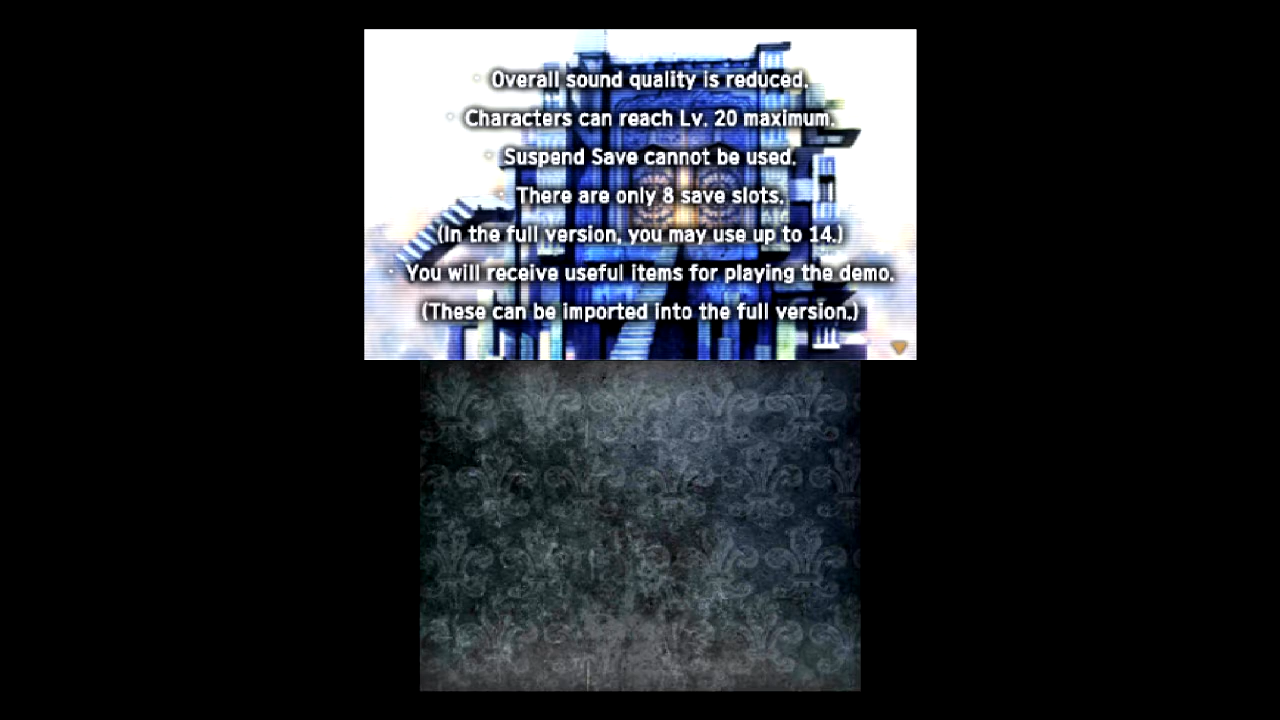 · Overall sound quality is reduced.
· Characters can reach Lv. 20 maximum.
· Suspend Save cannot be used.
· There are only 8 save slots.
(In the full version, you may use up to 14.)
· You will receive useful items for playing the demo.
(These can be imported into the full version.)